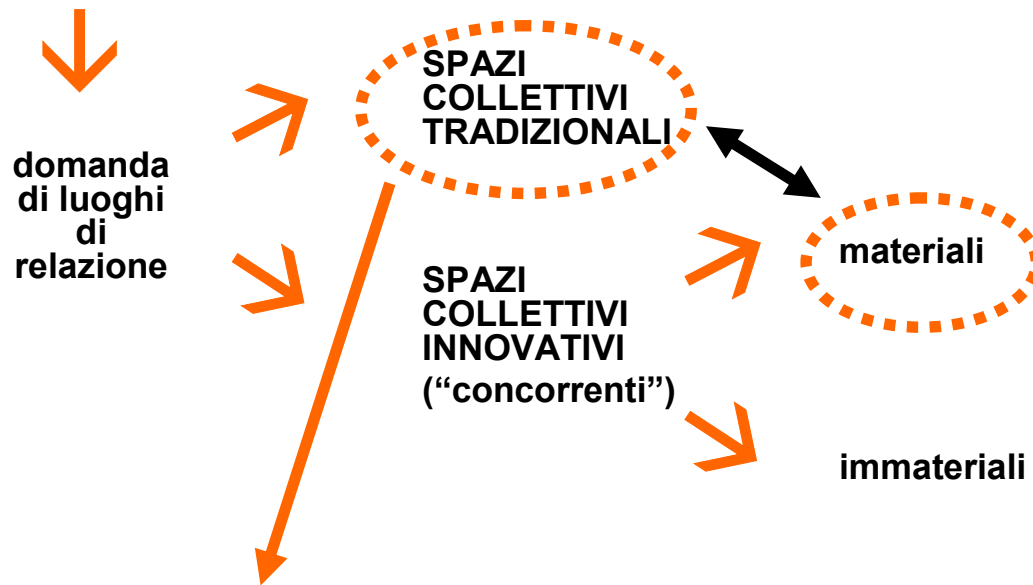 domanda
di luoghi
di
relazione
SPAZI
COLLETTIVI
TRADIZIONALI
SPAZI
COLLETTIVI
INNOVATIVI
(“concorrenti”)
materiali
immateriali